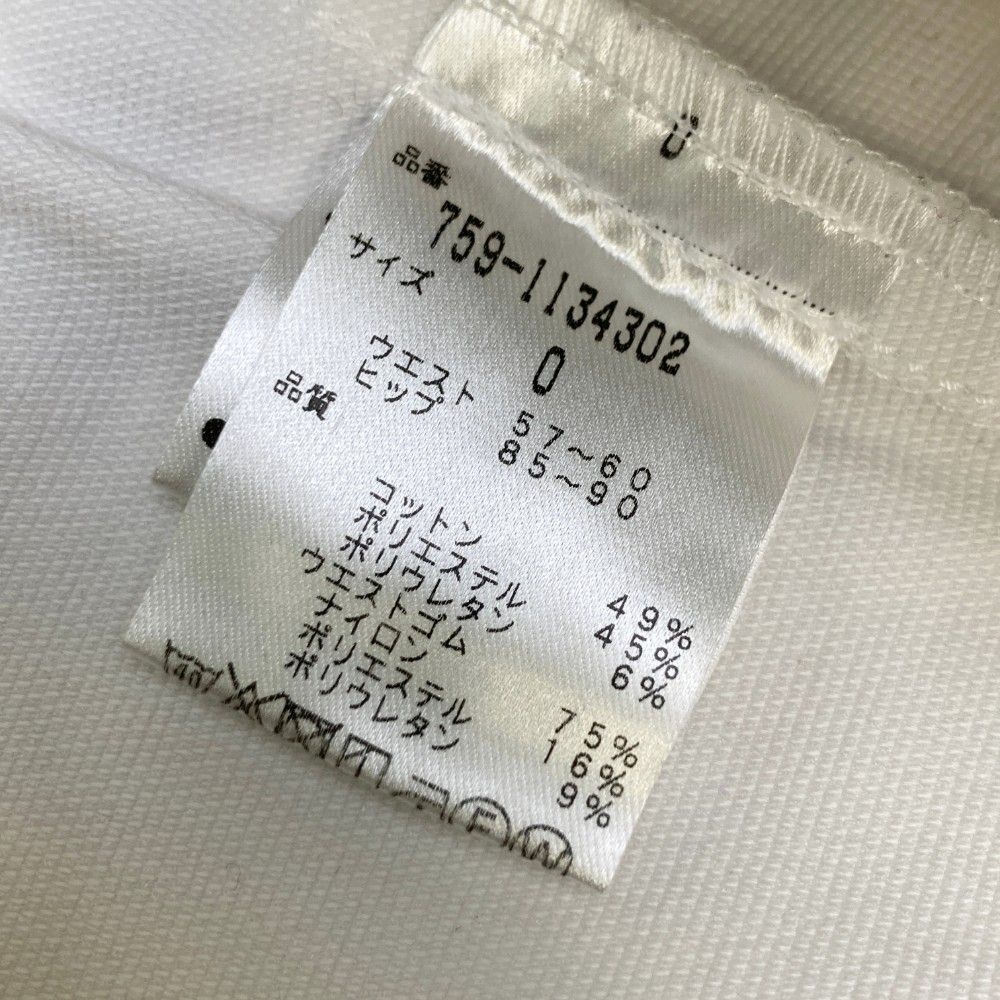 品番
759-1134302
サイズ 0
ウエスト 57~60
ヒップ 85~90
品質
コットン 49%
ポリエステル 45%
ポリウレタン 6%
ウエストゴム
ナイロン 75%
ポリエステル 16%
ポリウレタン 9%
F W